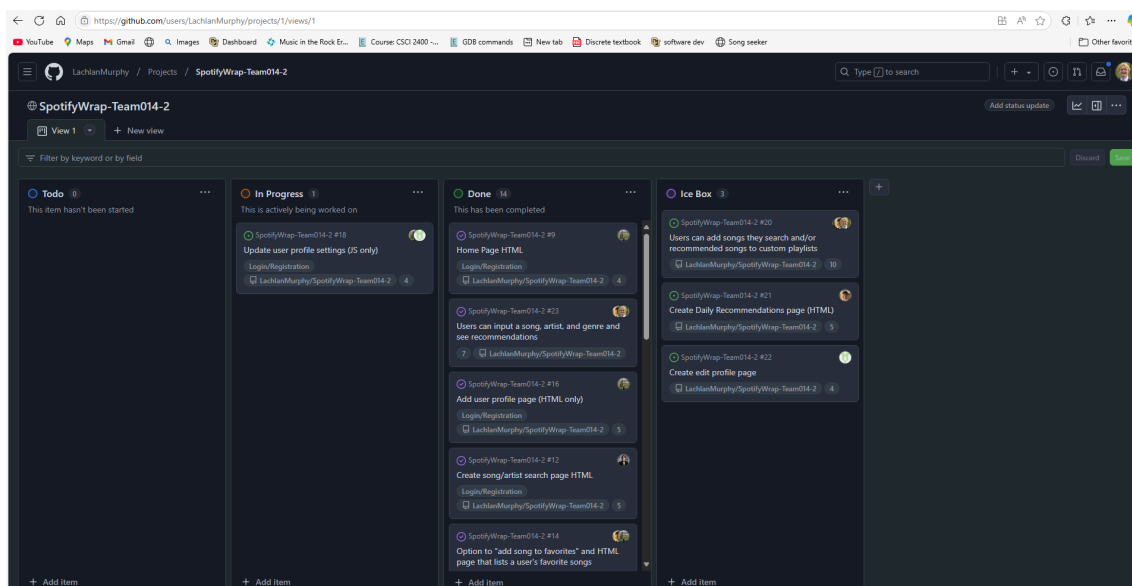 https://github.com/users/LachlanMurphy/projects/1/views/1
YouTube Maps Gmail Images Dashboard Music in the Rock Er... Course: CSCI 2400 -... GDB commands New tab Discrete textbook software dev Song seeker Other favorit
LachlanMurphy / Projects / SpotifyWrap-Team014-2
Type / to search
SpotifyWrap-Team014-2
Add status update
View 1
+ New view
Filter by keyword or by field
Discard
Save
Todo 0
This item hasn't been started
+ Add item
In Progress 1
This is actively being worked on
SpotifyWrap-Team014-2 #18
Update user profile settings (JS only)
Login/Registration
LachlanMurphy/SpotifyWrap-Team014-2 4
+ Add item
Done 14
This has been completed
SpotifyWrap-Team014-2 #9
Home Page HTML
Login/Registration
LachlanMurphy/SpotifyWrap-Team014-2 4
SpotifyWrap-Team014-2 #23
Users can input a song, artist, and genre and
see recommendations
7 LachlanMurphy/SpotifyWrap-Team014-2
SpotifyWrap-Team014-2 #16
Add user profile page (HTML only)
Login/Registration
LachlanMurphy/SpotifyWrap-Team014-2 5
SpotifyWrap-Team014-2 #12
Create song/artist search page HTML
Login/Registration
LachlanMurphy/SpotifyWrap-Team014-2 5
SpotifyWrap-Team014-2 #14
Option to "add song to favorites" and HTML
page that lists a user's favorite songs
+ Add item
Ice Box 3
SpotifyWrap-Team014-2 #20
Users can add songs they search and/or
recommended songs to custom playlists
LachlanMurphy/SpotifyWrap-Team014-2 10
SpotifyWrap-Team014-2 #21
Create Daily Recommendations page (HTML)
LachlanMurphy/SpotifyWrap-Team014-2 5
SpotifyWrap-Team014-2 #22
Create edit profile page
LachlanMurphy/SpotifyWrap-Team014-2 4
+ Add item